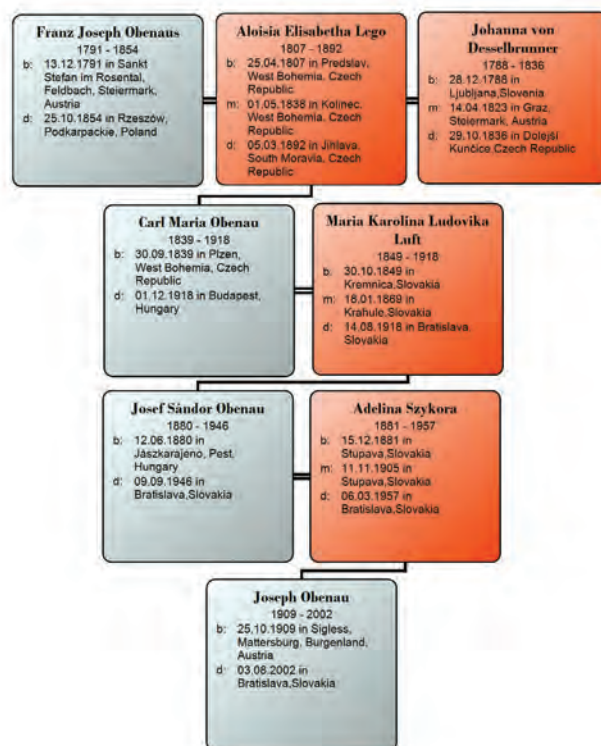 Franz Joseph Obenaus
1791 - 1854
b: 13.12.1791 in Sankt
Stefan im Rosental,
Feldbach, Steiermark,
Austria
d: 25.10.1854 in Rzeszów,
Podkarpackie, Poland
Aloisia Elisabetha Lego
1807 - 1892
b: 25.04.1807 in Predslav,
West Bohemia, Czech
Republic
m: 01.05.1838 in Kolinec,
West Bohemia, Czech
Republic
d: 05.03.1892 in Jihlava,
South Moravia, Czech
Republic
Johanna von
Desselbrunner
1788 - 1836
b: 28.12.1788 in
Ljubljana,Slovenia
m: 14.04.1823 in Graz,
Steiermark, Austria
d: 29.10.1836 in Dolejší
Kunčice,Czech Republic
Carl Maria Obenau
1839 - 1918
b: 30.09.1839 in Plzen,
West Bohemia, Czech
Republic
d: 01.12.1918 in Budapest,
Hungary
Maria Karolina Ludovika
Luft
1849 - 1918
b: 30.10.1849 in
Kremnica,Slovakia
m: 18.01.1869 in
Krahule,Slovakia
d: 14.08.1918 in Bratislava,
Slovakia
Josef Sándor Obenau
1880 - 1946
b: 12.06.1880 in
Jászkarajenö, Pest,
Hungary
d: 09.09.1946 in
Bratislava,Slovakia
Adelina Szykora
1881 - 1957
b: 15.12.1881 in
Stupava,Slovakia
m: 11.11.1905 in
Stupava,Slovakia
d: 06.03.1957 in
Bratislava,Slovakia
Joseph Obenau
1909 - 2002
b: 25.10.1909 in Sigless,
Mattersburg, Burgenland,
Austria
d: 03.08.2002 in
Bratislava,Slovakia